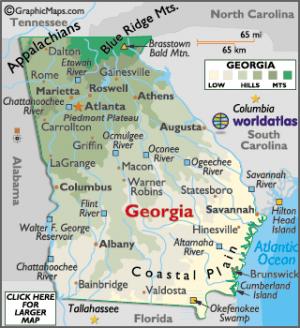 ©GraphicMaps.com
Tennessee
North Carolina
Appalachians
Blue Ridge Mts.
65 mi
65 km
Dalton
Brasstown
Bald Mtn.
Etowan
River
Rome
Gainesville
GEORGIA
LOW HILLS MTS
Marietta
Roswell
Athens
Chattahoochee
River
Atlanta
Piedmont Plateau
Columbia
worldatlas
Carrollton
Ocmulgee
River
Augusta
South
Carolina
Griffin
Oconee
River
Ogeechee
River
Alabama
LaGrange
Macon
Savannah
River
Columbus
Warner
Robins
Statesboro
Flint
River
Georgia
Savannah
Hilton
Head Island
Walter F.
George
Res.
Hinesville
Altamaha
River
Albany
Atlantic
Ocean
Chattahoochee
River
Coastal Plain
Brunswick
Bainbridge
Valdosta
Cumberland
Island
CLICK HERE
FOR
LARGER
MAP
Tallahassee
Florida
Okefenokee
Swamp